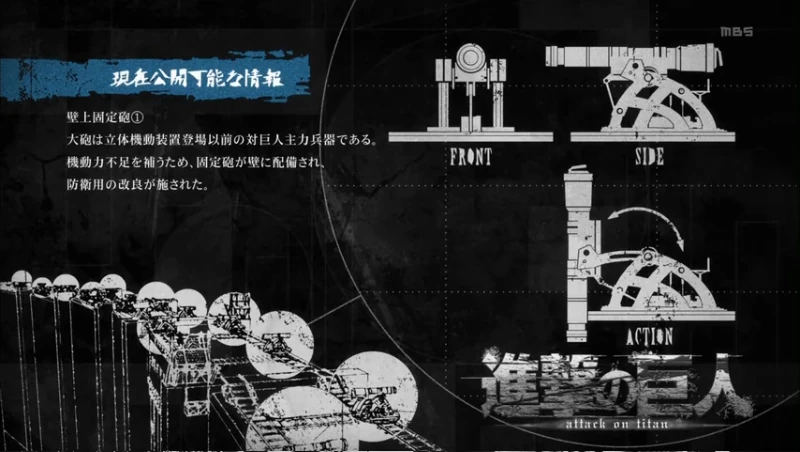 MBS
現在公開可能な情報
壁上固定砲①
大砲は立体機動装置登場以前の対巨人主力兵器である。
機動力不足を補うため、固定砲が壁に配備され、
防衛用の改良が施された。
FRONT
SIDE
ACTION
進撃の巨人
attack on titan